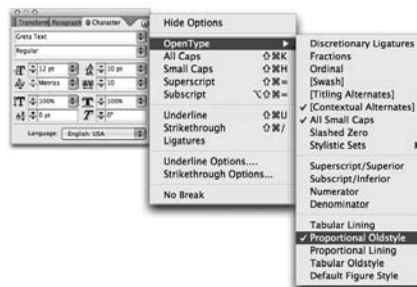 Transform
Paragraph
Character
Greta Text
Regular
12 pt
10 pt
Metrics
10
100%
100%
0 pt
0°
Language: English: USA
Hide Options
OpenType
All Caps ⇧⌘K
Small Caps ⇧⌘H
Superscript ⇧⌘=
Subscript ⌥⇧⌘=
Underline ⇧⌘U
Strikethrough ⇧⌘/
Ligatures
Underline Options....
Strikethrough Options...
No Break
Discretionary Ligatures
Fractions
Ordinal
[Swash]
[Titling Alternates]
✓ [Contextual Alternates]
✓ All Small Caps
Slashed Zero
Stylistic Sets
Superscript/Superior
Subscript/Inferior
Numerator
Denominator
Tabular Lining
✓ Proportional Oldstyle
Proportional Lining
Tabular Oldstyle
Default Figure Style